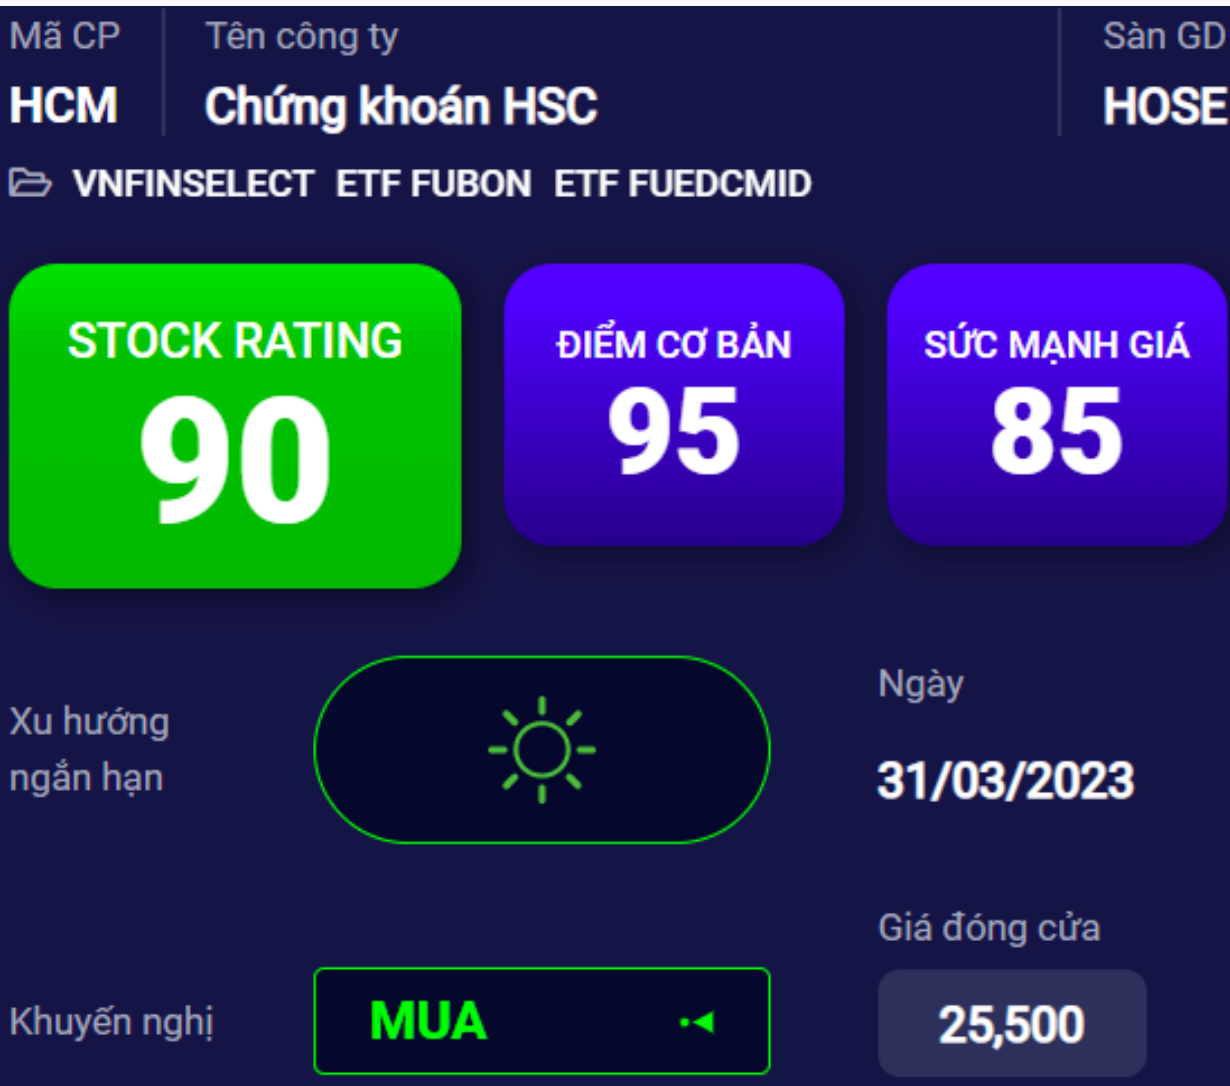 Mã CP Tên công ty Sàn GD
HCM Chứng khoán HSC HOSE
VNFINSELECT ETF FUBON ETF FUEDCMID
STOCK RATING ĐIỂM CƠ BẢN SỨC MẠNH GIÁ
90 95 85
Xu hướng
ngắn hạn
Ngày
31/03/2023
Giá đóng cửa
Khuyến nghị MUA 25,500